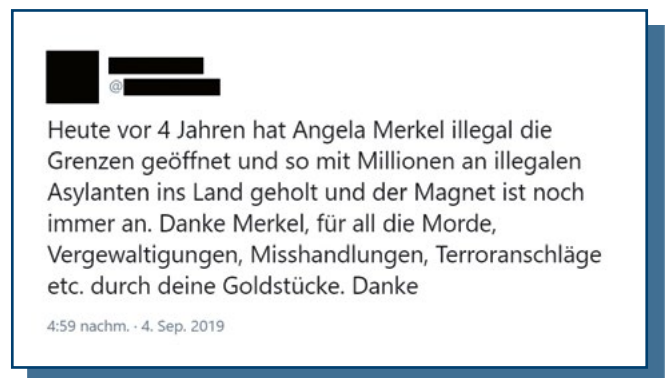 @
Heute vor 4 Jahren hat Angela Merkel illegal die
Grenzen geöffnet und so mit Millionen an illegalen
Asylanten ins Land geholt und der Magnet ist noch
immer an. Danke Merkel, für all die Morde,
Vergewaltigungen, Misshandlungen, Terroranschläge
etc. durch deine Goldstücke. Danke
4:59 nachm. · 4. Sep. 2019